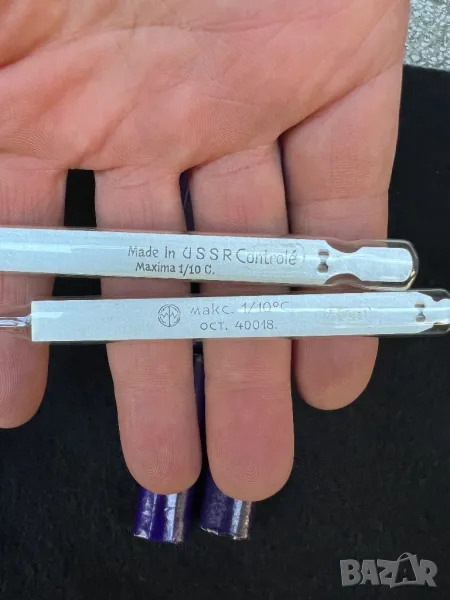 Made in USSR Controlé
Maxima 1/10 C.
макс. 1/10°C
ост. 40018.
BAZAR